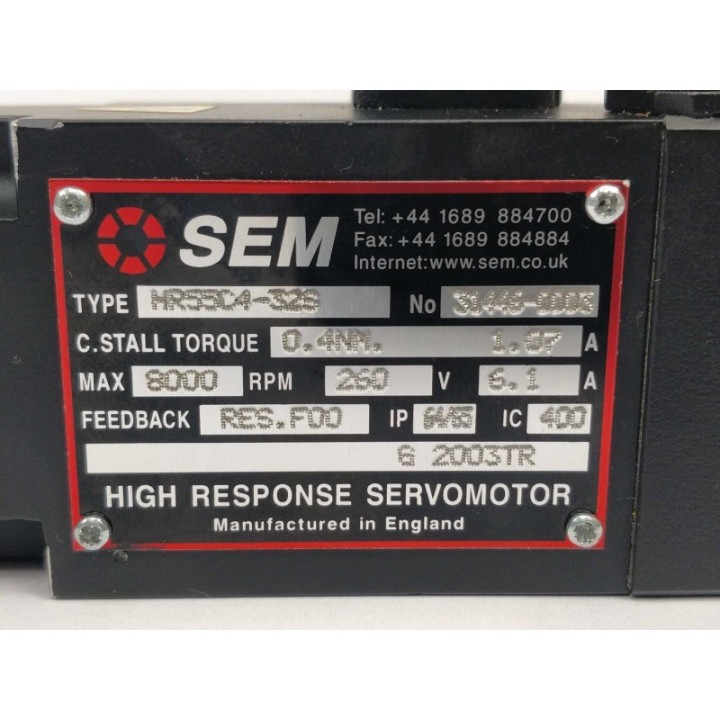 SEM
Tel: +44 1689 884700
Fax: +44 1689 884884
Internet: www.sem.co.uk
TYPE HR55C4-32S No 31446-0003
C.STALL TORQUE 0.4NM. 1.67 A
MAX 8000 RPM 260 V 6.1 A
FEEDBACK RES.F00 IP 64/65 IC 400
G 2003TR
HIGH RESPONSE SERVOMOTOR
Manufactured in England